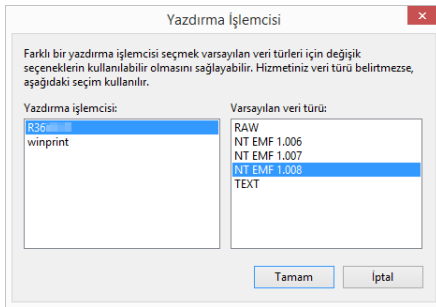 Yazdırma İşlemcisi
Farklı bir yazdırma işlemcisi seçmek varsayılan veri türleri için değişik
seçeneklerin kullanılabilir olmasını sağlayabilir. Hizmetiniz veri türü belirtmezse,
aşağıdaki seçim kullanılır.
Yazdırma işlemcisi:
winprint
Varsayılan veri türü:
RAW
NT EMF 1.006
NT EMF 1.007
NT EMF 1.008
TEXT
Tamam
İptal